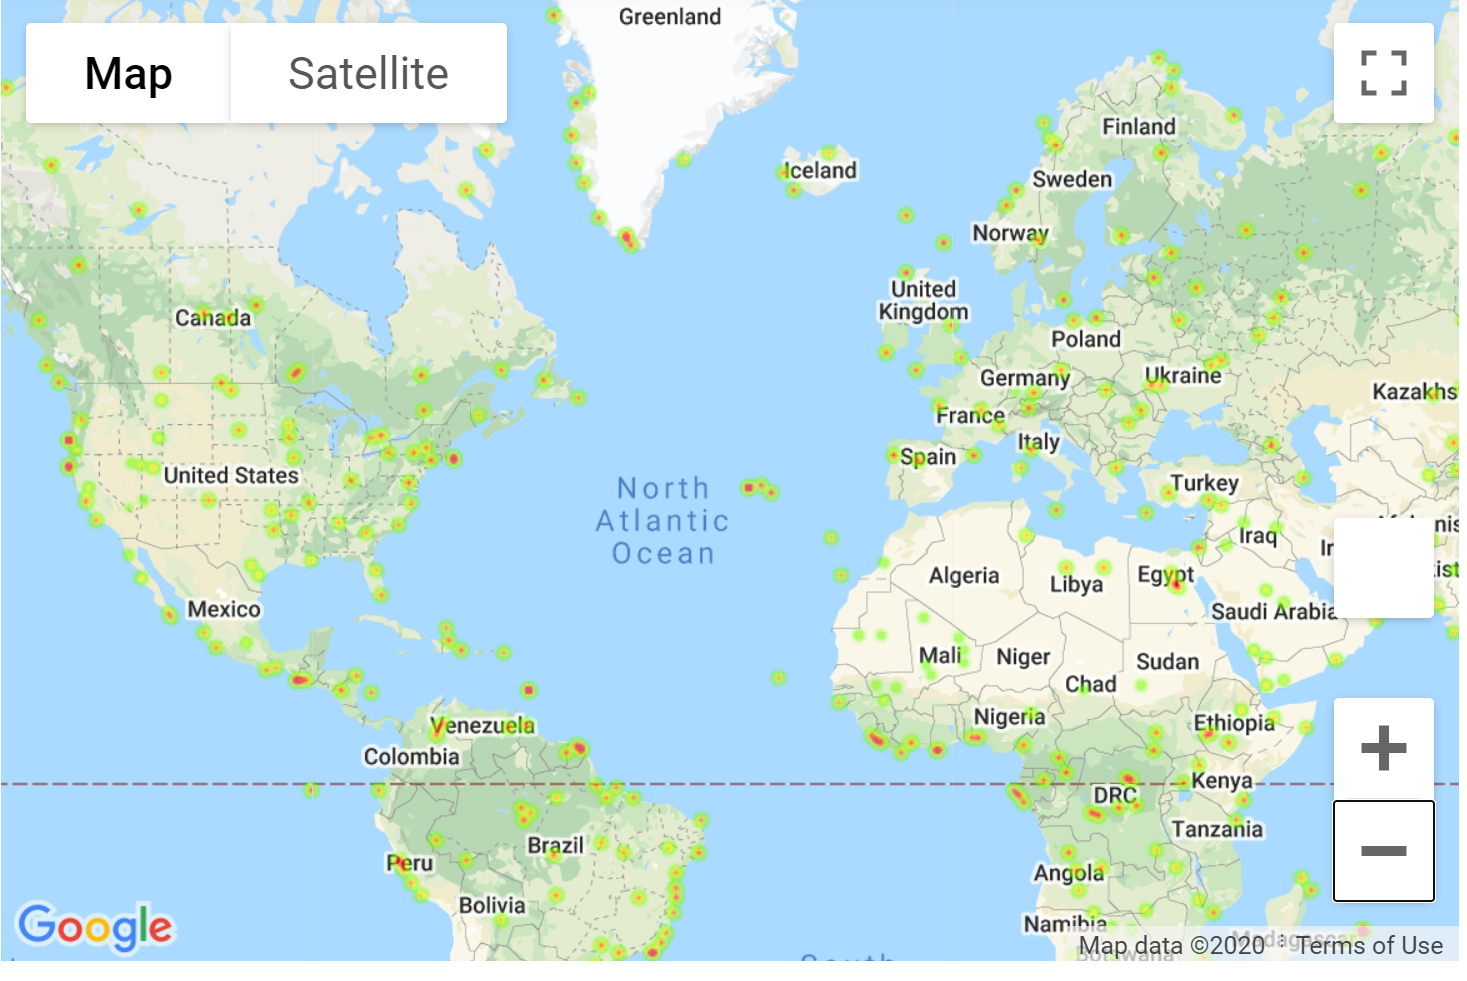 Greenland
Map
Satellite
Finland
Iceland
Sweden
Norway
United
Kingdom
Canada
Poland
Germany
Ukraine
Kazakhs
France
Italy
Spain
United States
Turkey
North
Atlantic
Ocean
Iraq
Algeria
Libya
Egypt
Mexico
Saudi Arabia
Mali
Niger
Sudan
Chad
Nigeria
Ethiopia
Venezuela
Colombia
Kenya
DRC
Tanzania
Brazil
Peru
Angola
Bolivia
Google
Namibia
Madagascar
Map data ©2020
Terms of Use
Botswana